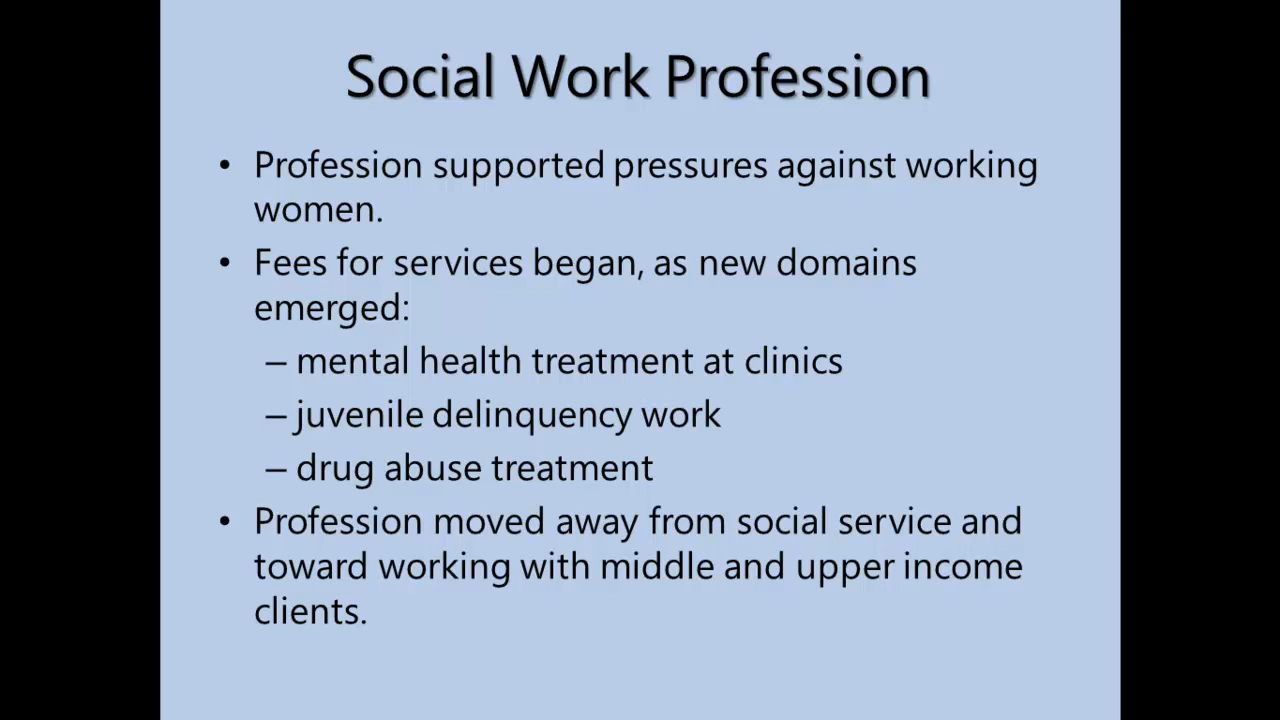 Social Work Profession
• Profession supported pressures against working
women.
• Fees for services began, as new domains
emerged:
– mental health treatment at clinics
– juvenile delinquency work
– drug abuse treatment
• Profession moved away from social service and
toward working with middle and upper income
clients.